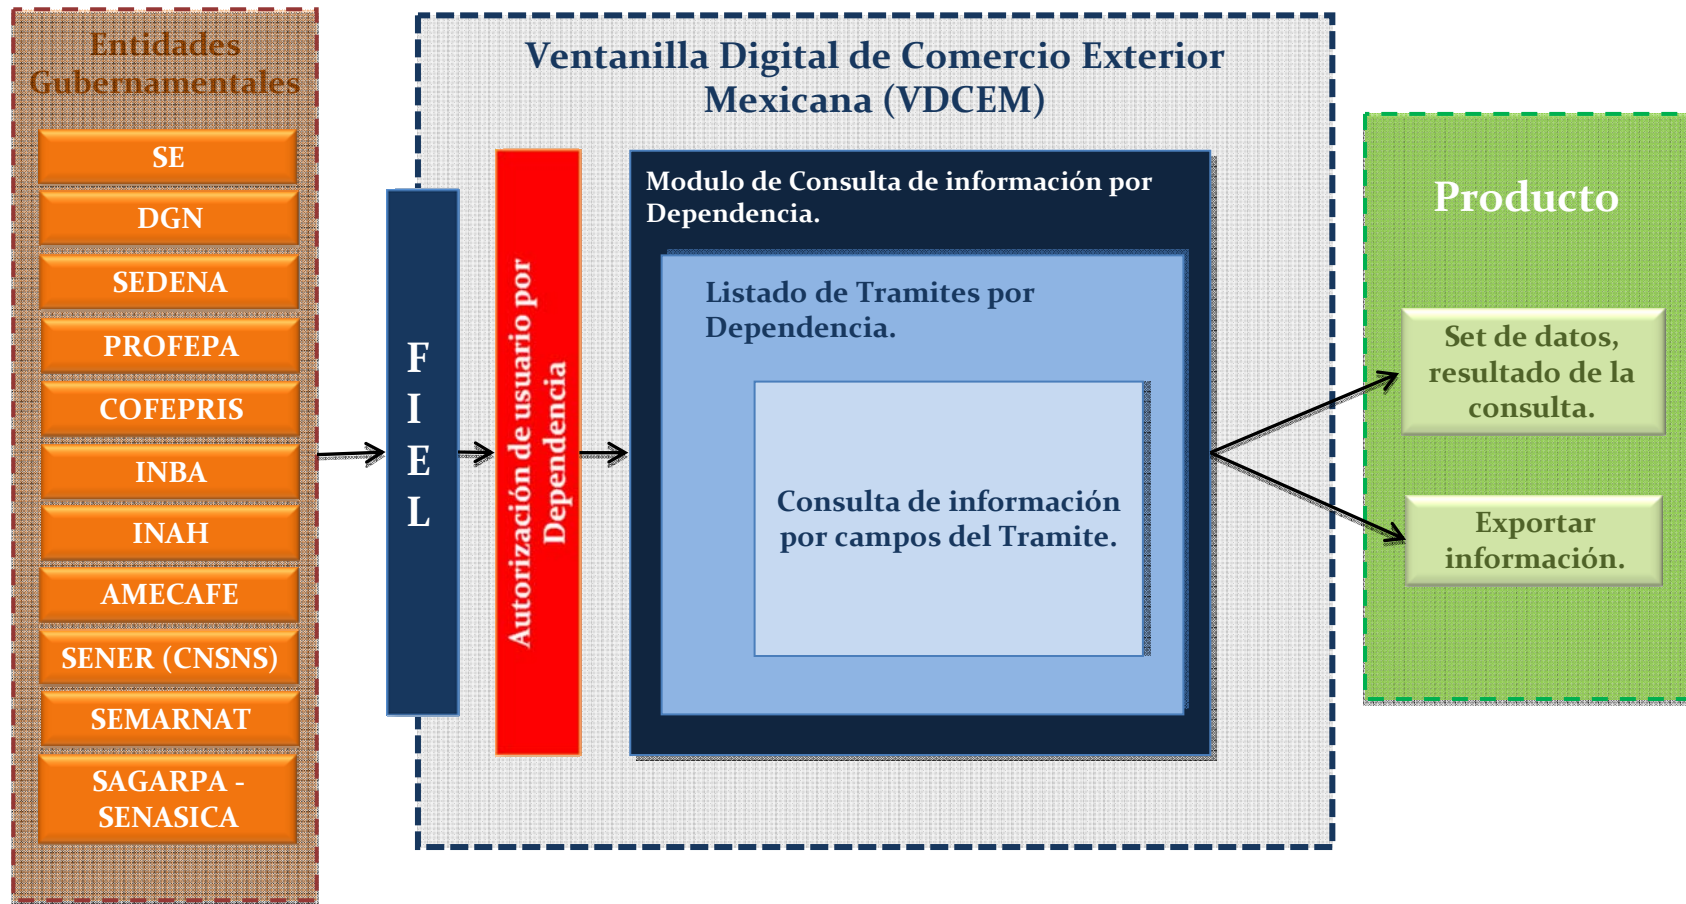 Entidades
Gubernamentales
SE
DGN
SEDENA
PROFEPA
COFEPRIS
INBA
INAH
AMECAFE
SENER (CNSNS)
SEMARNAT
SAGARPA -
SENASICA
Ventanilla Digital de Comercio Exterior
Mexicana (VDCEM)
F
I
E
L
Autorización de usuario por
Dependencia
Modulo de Consulta de información por
Dependencia.
Listado de Tramites por
Dependencia.
Consulta de información
por campos del Tramite.
Producto
Set de datos,
resultado de la
consulta.
Exportar
información.